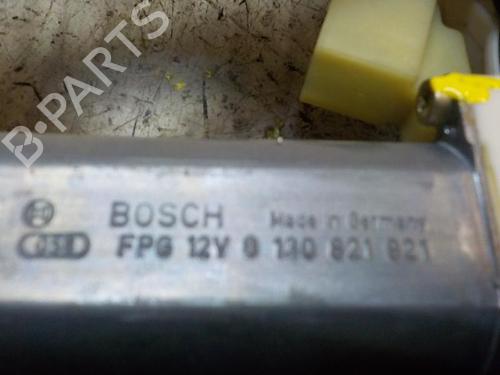 B-PARTS
BOSCH Made in Germany
FPG 12V 0 130 821 821